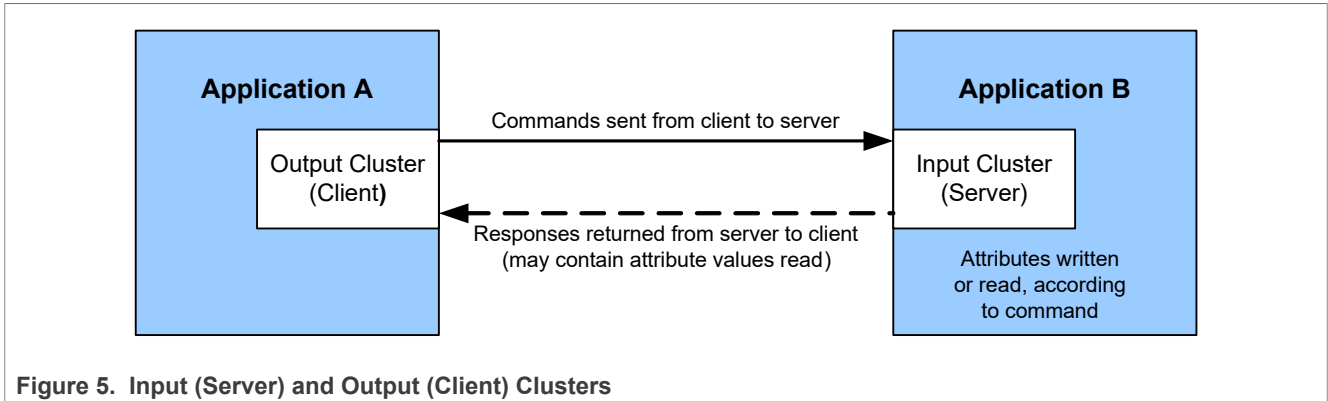 Application A
Application B
Commands sent from client to server
Output Cluster
(Client)
Input Cluster
(Server)
Responses returned from server to client
(may contain attribute values read)
Attributes written
or read, according
to command
Figure 5. Input (Server) and Output (Client) Clusters